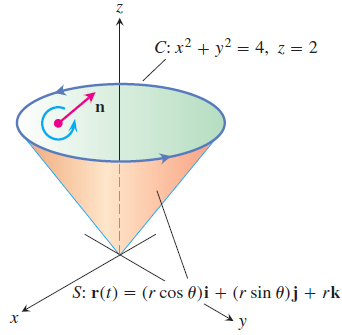 z
C: x² + y² = 4, z = 2
n
S: r(t) = (r cos θ)i + (r sin θ)j + rk
x
y